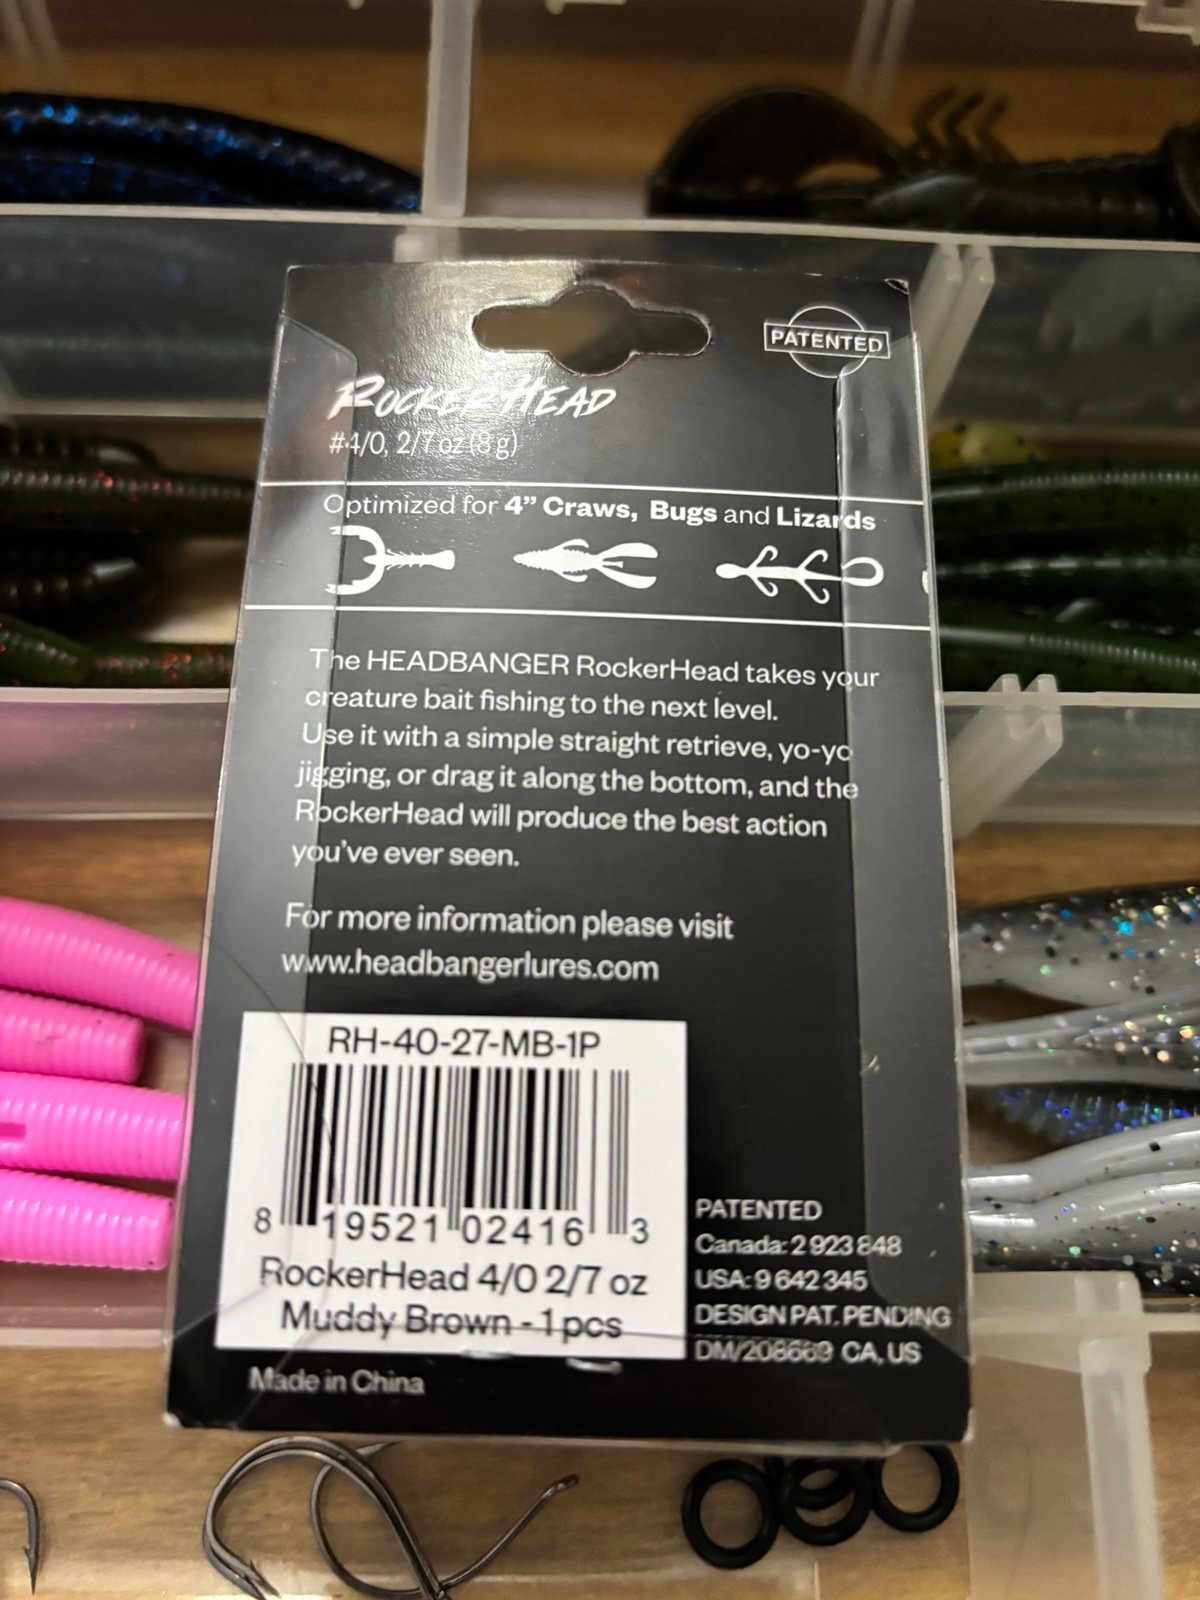 PATENTED
ROCKERHEAD
#4/0, 2/7 oz (8 g)
Optimized for 4” Craws, Bugs and Lizards
The HEADBANGER RockerHead takes your
creature bait fishing to the next level.
Use it with a simple straight retrieve, yo-yo
jigging, or drag it along the bottom, and the
RockerHead will produce the best action
you've ever seen.
For more information please visit
www.headbangerlures.com
RH-40-27-MB-1P
8 19521 02416 3
RockerHead 4/0 2/7 oz
Muddy Brown - 1 pcs
Made in China
PATENTED
Canada: 2 923 848
USA: 9 642 345
DESIGN PAT. PENDING
DM/208669 CA, US